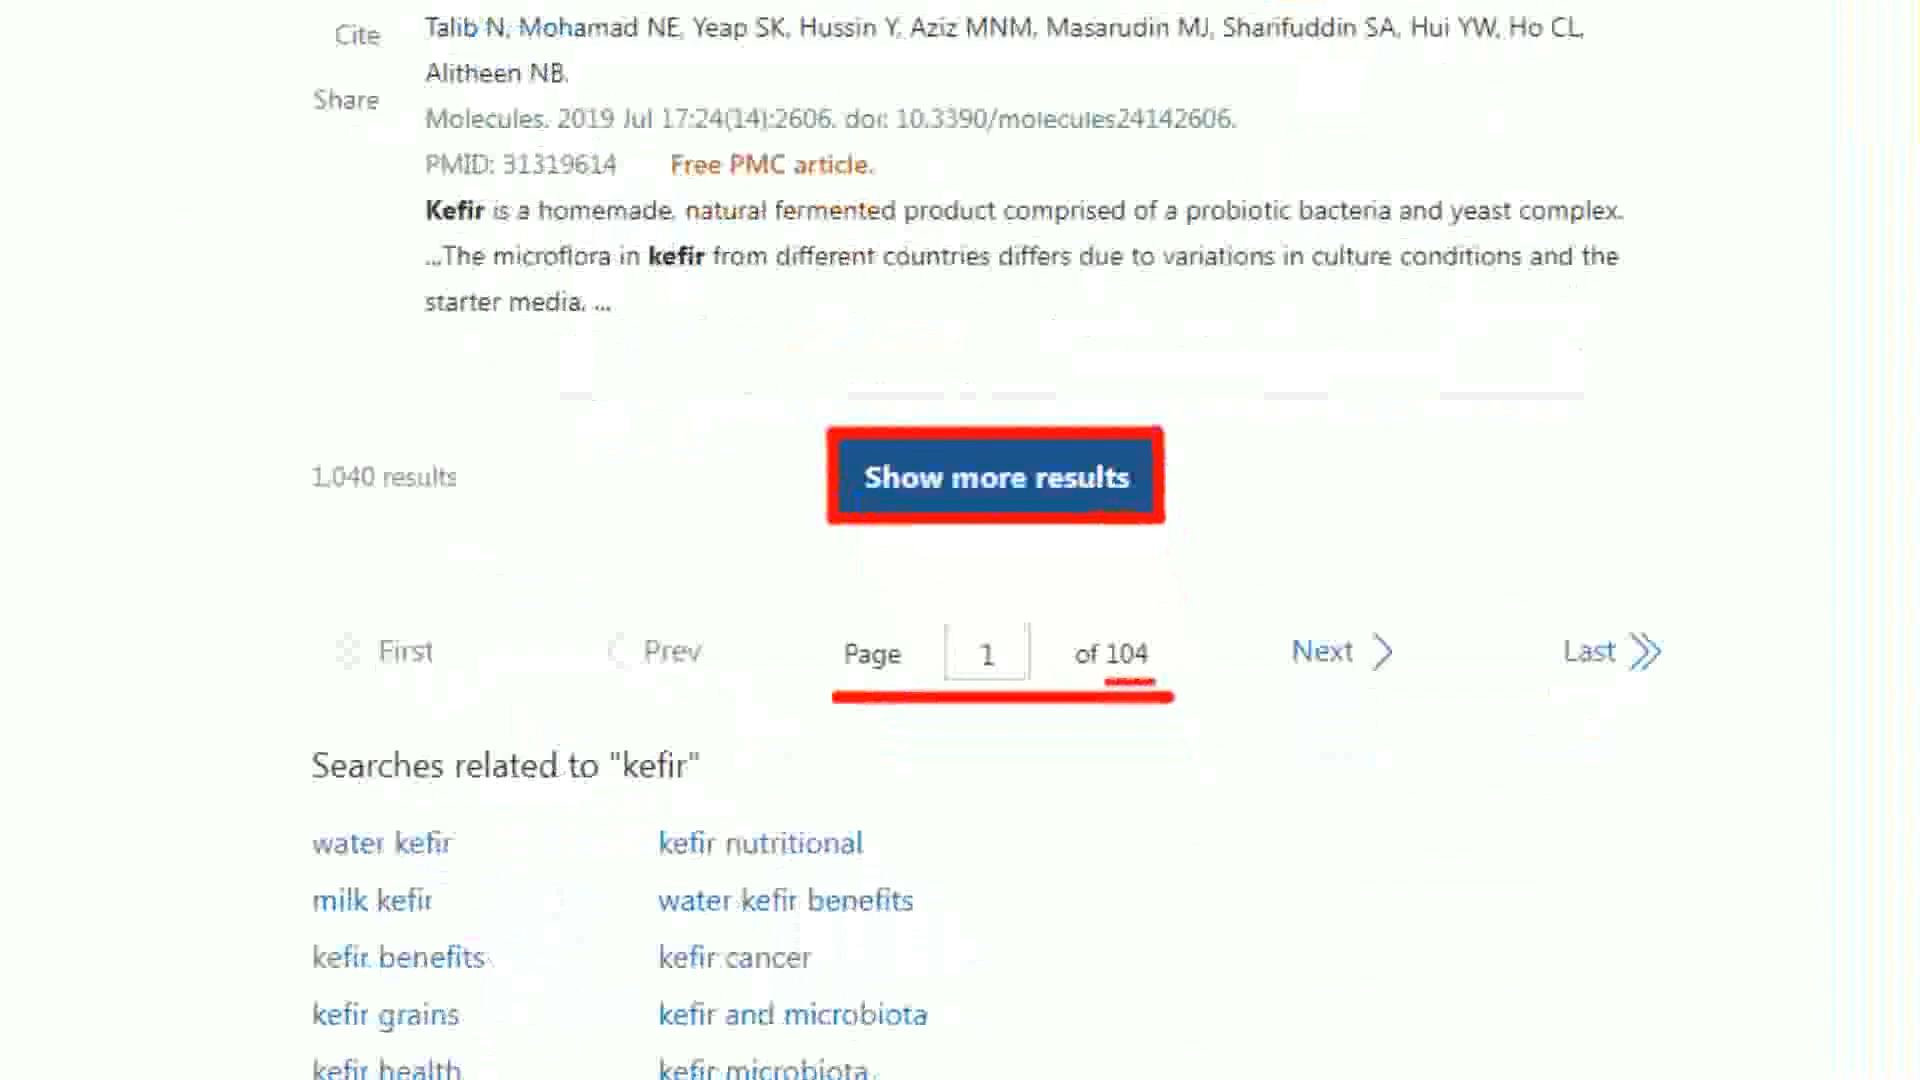 Cite
Talib N, Mohamad NE, Yeap SK, Hussin Y, Aziz MNM, Masarudin MJ, Sharifuddin SA, Hui YW, Ho CL,
Alitheen NB.
Share
Molecules. 2019 Jul 17;24(14):2606. doi: 10.3390/molecules24142606.
PMID: 31319614 Free PMC article.
Kefir is a homemade, natural fermented product comprised of a probiotic bacteria and yeast complex.
...The microflora in kefir from different countries differs due to variations in culture conditions and the
starter media. ...
1,040 results
Show more results
First Prev Page 1 of 104 Next Last
Searches related to "kefir"
water kefir kefir nutritional
milk kefir water kefir benefits
kefir benefits kefir cancer
kefir grains kefir and microbiota
kefir health kefir microbiota